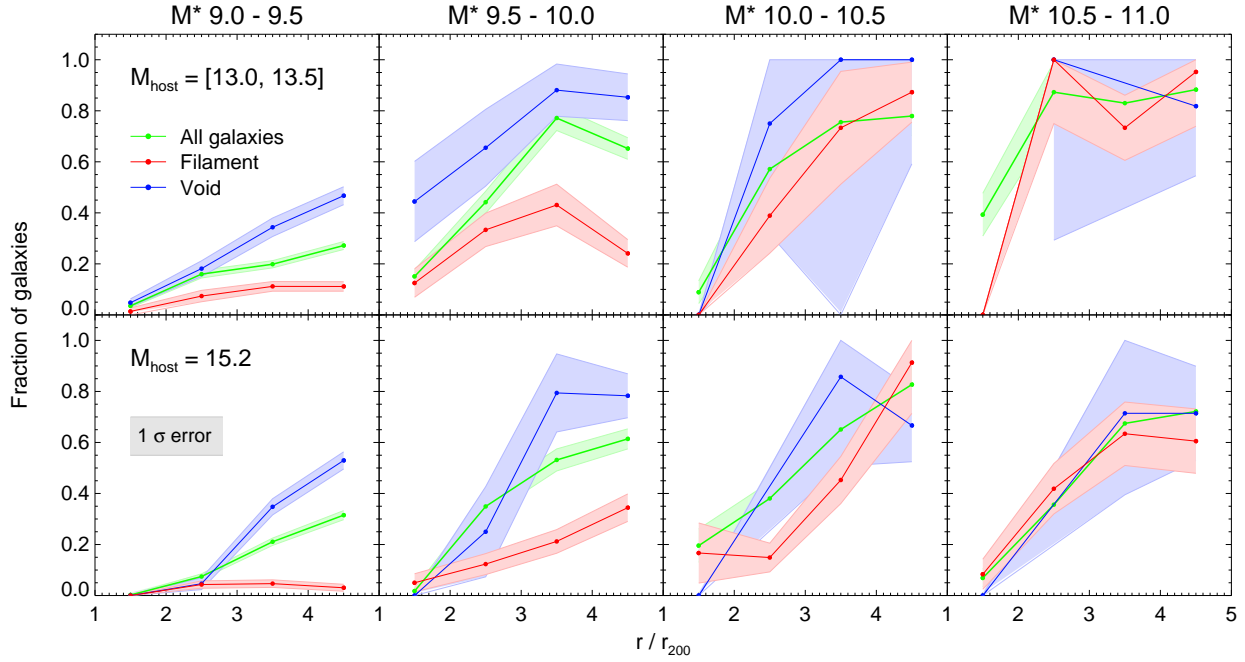 M* 9.0 - 9.5
M* 9.5 - 10.0
M* 10.0 - 10.5
M* 10.5 - 11.0
M_host = [13.0, 13.5]
All galaxies
Filament
Void
1.0
0.8
0.6
0.4
0.2
0.0
Fraction of galaxies
M_host = 15.2
1 σ error
1.0
0.8
0.6
0.4
0.2
0.0
1 2 3 4 1 2 3 4 1 2 3 4 1 2 3 4 5
r / r_200